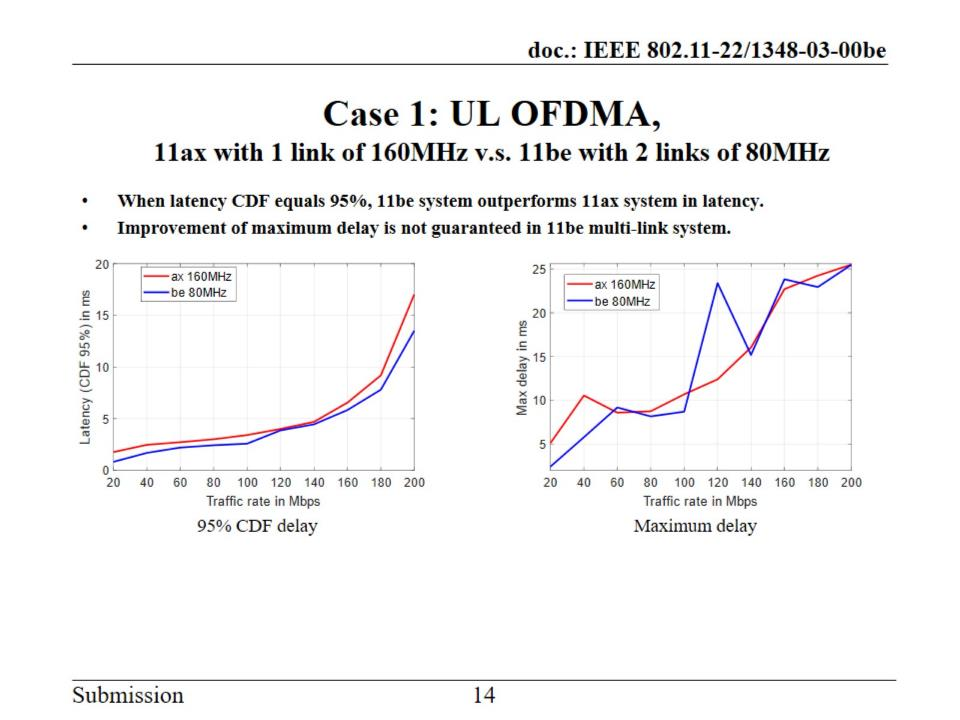 doc.: IEEE 802.11-22/1348-03-00be
Case 1: UL OFDMA,
11ax with 1 link of 160MHz v.s. 11be with 2 links of 80MHz
• When latency CDF equals 95%, 11be system outperforms 11ax system in latency.
• Improvement of maximum delay is not guaranteed in 11be multi-link system.
20
15
10
5
0
Latency (CDF 95%) in ms
ax 160MHz
be 80MHz
20 40 60 80 100 120 140 160 180 200
Traffic rate in Mbps
95% CDF delay
25
20
15
10
5
Max delay in ms
ax 160MHz
be 80MHz
20 40 60 80 100 120 140 160 180 200
Traffic rate in Mbps
Maximum delay
Submission
14